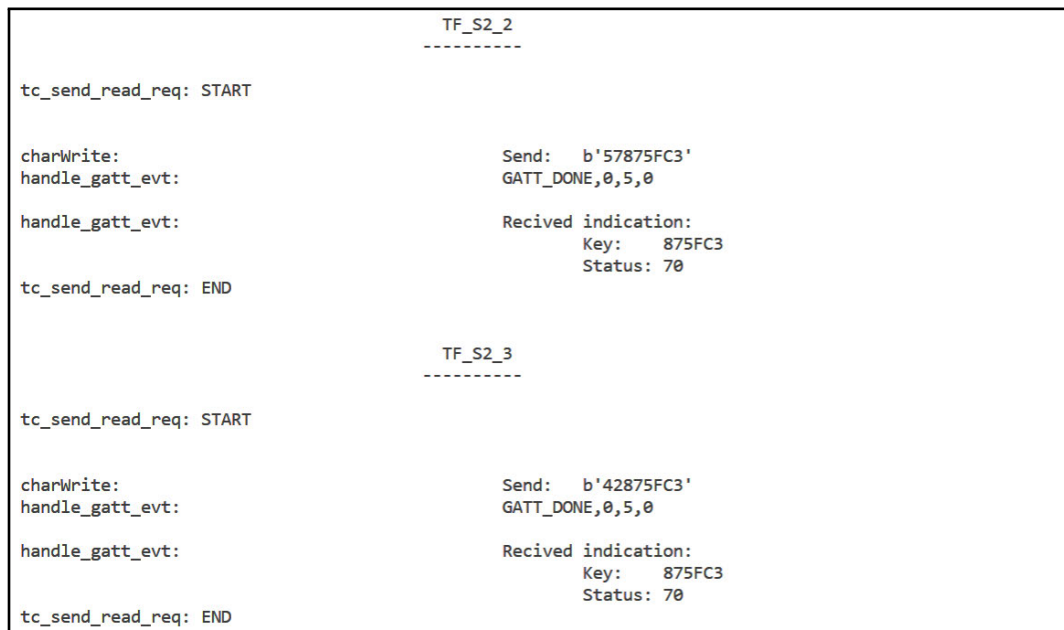 TF_S2_2
----------
tc_send_read_req: START
charWrite: Send: b'57875FC3'
handle_gatt_evt: GATT_DONE,0,5,0
handle_gatt_evt: Recived indication:
Key: 875FC3
Status: 70
tc_send_read_req: END
TF_S2_3
----------
tc_send_read_req: START
charWrite: Send: b'42875FC3'
handle_gatt_evt: GATT_DONE,0,5,0
handle_gatt_evt: Recived indication:
Key: 875FC3
Status: 70
tc_send_read_req: END